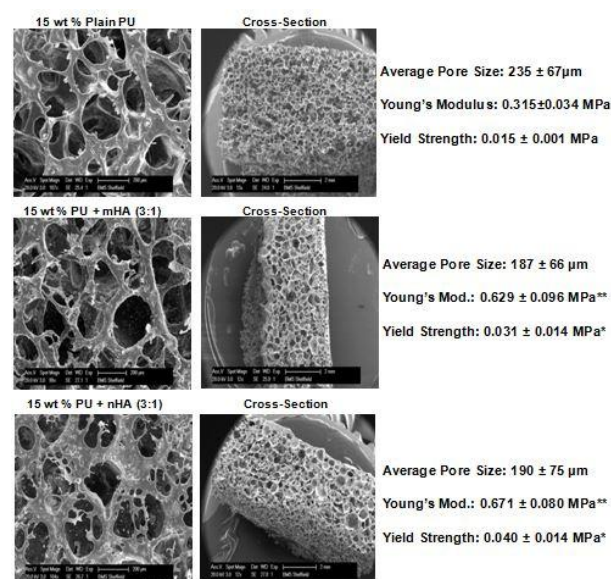 15 wt % Plain PU
Cross-Section
Average Pore Size: 235 ± 67µm
Young's Modulus: 0.315±0.034 MPa
Yield Strength: 0.015 ± 0.001 MPa
15 wt % PU + mHA (3:1)
Cross-Section
Average Pore Size: 187 ± 66 µm
Young's Mod.: 0.629 ± 0.096 MPa**
Yield Strength: 0.031 ± 0.014 MPa*
15 wt % PU + nHA (3:1)
Cross-Section
Average Pore Size: 190 ± 75 µm
Young's Mod.: 0.671 ± 0.080 MPa**
Yield Strength: 0.040 ± 0.014 MPa*